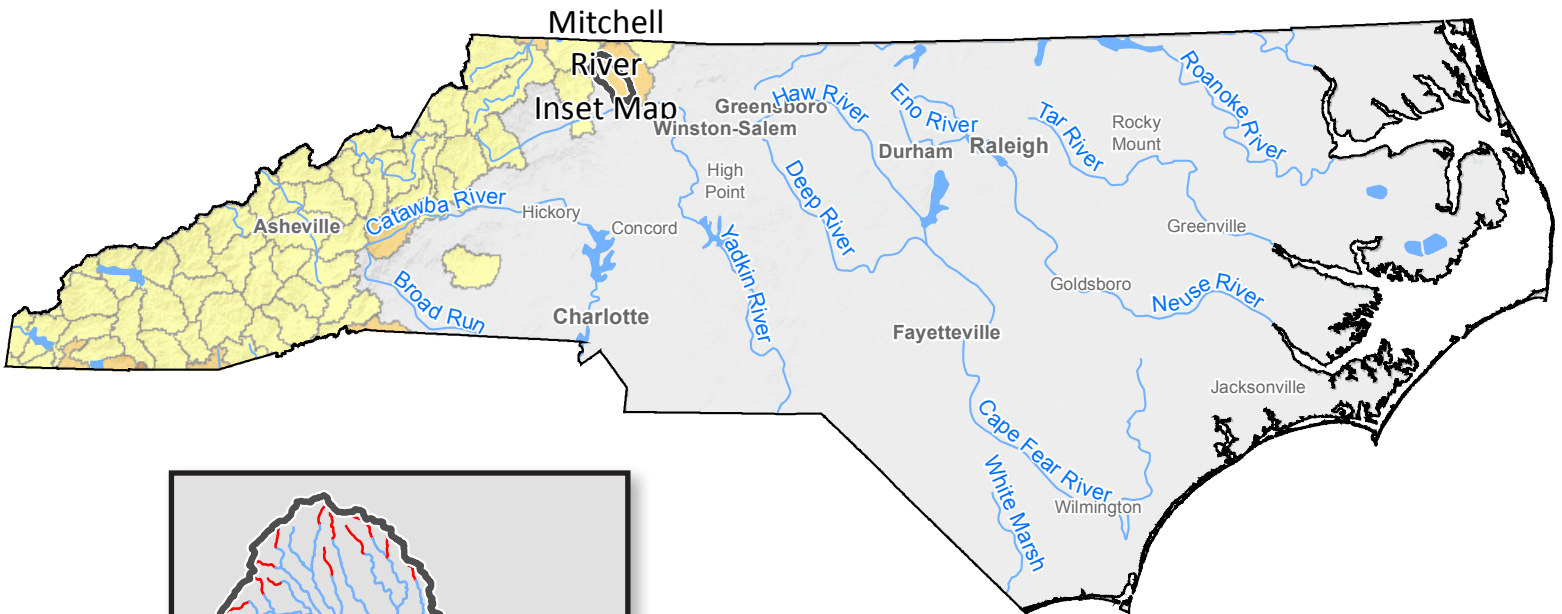 Mitchell
River
Inset Map
Greensboro
Winston-Salem
Haw River
Eno River
Durham
Raleigh
Tar River
Rocky
Mount
Roanoke River
High
Point
Deep River
Asheville
Catawba River
Hickory
Concord
Yadkin River
Greenville
Broad Run
Charlotte
Goldsboro
Neuse River
Fayetteville
Jacksonville
Cape Fear River
White Marsh
Wilmington